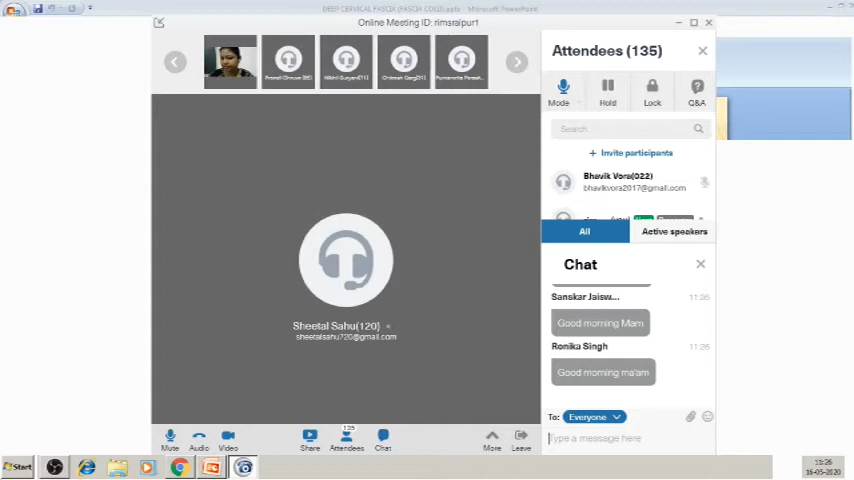 DEEP CERVICAL FASCIA (FASCIA COLLI).pptx - Microsoft PowerPoint
Online Meeting ID: rimsraipur1
Attendees (135)
Mode
Hold
Lock
Q&A
Search
+ Invite participants
Bhavik Vora(022)
bhavikvora2017@gmail.com
All
Active speakers
Chat
Sanskar Jaisw...
11:26
Good morning Mam
Ronika Singh
11:26
Good morning ma'am
To:
Everyone
Type a message here
Sheetal Sahu(120)
sheetalsahu720@gmail.com
Mute
Audio
Video
Share
135
Attendees
Chat
More
Leave
Start
11:26
16-05-2020